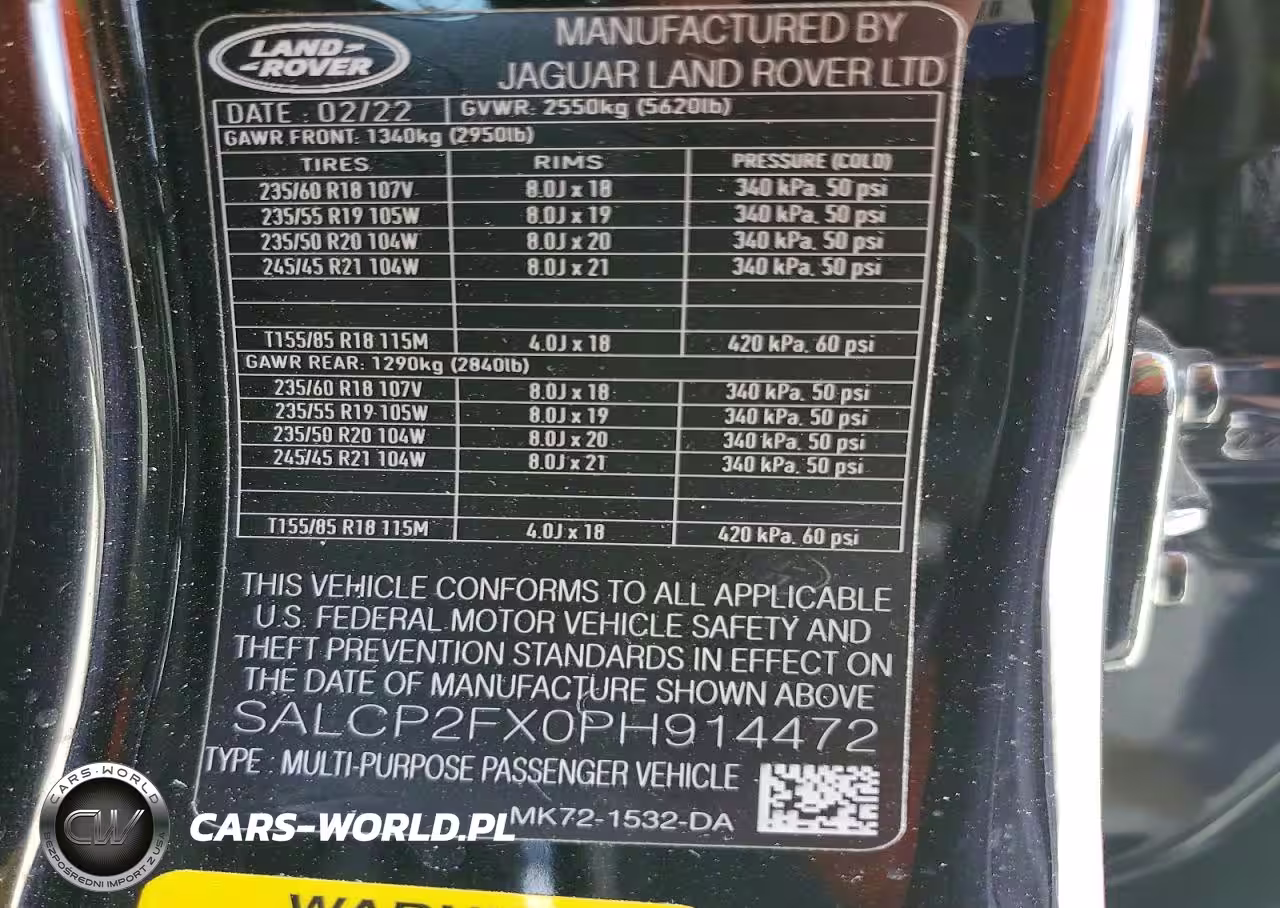 LAND-
-ROVER
MANUFACTURED BY
JAGUAR LAND ROVER LTD
DATE : 02/22 GVWR: 2550kg (5620lb)
GAWR FRONT: 1340kg (2950lb)
TIRES RIMS PRESSURE (COLD)
235/60 R18 107V 8.0J x 18 340 kPa. 50 psi
235/55 R19 105W 8.0J x 19 340 kPa. 50 psi
235/50 R20 104W 8.0J x 20 340 kPa. 50 psi
245/45 R21 104W 8.0J x 21 340 kPa. 50 psi
T155/85 R18 115M 4.0J x 18 420 kPa. 60 psi
GAWR REAR: 1290kg (2840lb)
235/60 R18 107V 8.0J x 18 340 kPa. 50 psi
235/55 R19 105W 8.0J x 19 340 kPa. 50 psi
235/50 R20 104W 8.0J x 20 340 kPa. 50 psi
245/45 R21 104W 8.0J x 21 340 kPa. 50 psi
T155/85 R18 115M 4.0J x 18 420 kPa. 60 psi
THIS VEHICLE CONFORMS TO ALL APPLICABLE
U.S. FEDERAL MOTOR VEHICLE SAFETY AND
THEFT PREVENTION STANDARDS IN EFFECT ON
THE DATE OF MANUFACTURE SHOWN ABOVE
SALCP2FX0PH914472
TYPE : MULTI-PURPOSE PASSENGER VEHICLE
MK72-1532-DA
CARS-WORLD
CW
BEZPOŚREDNI IMPORT Z USA
CARS-WORLD.PL